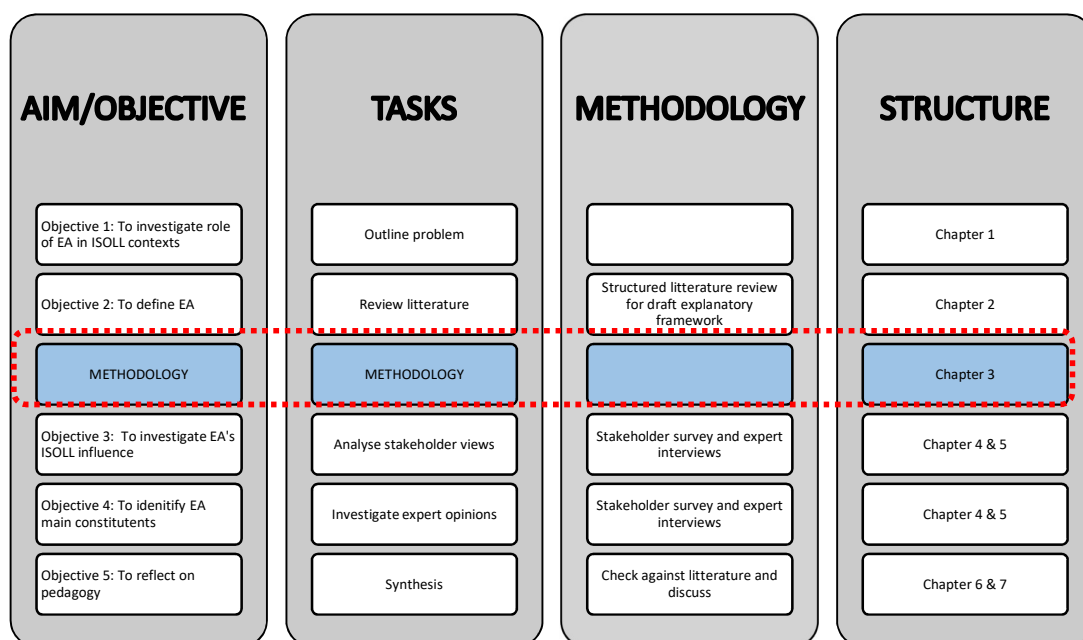 AIM/OBJECTIVE
TASKS
METHODOLOGY
STRUCTURE
Objective 1: To investigate role
of EA in ISOLL contexts
Outline problem
Chapter 1
Objective 2: To define EA
Review litterature
Structured litterature review
for draft explanatory
framework
Chapter 2
METHODOLOGY
METHODOLOGY
Chapter 3
Objective 3:  To investigate EA's
ISOLL influence
Analyse stakeholder views
Stakeholder survey and expert
interviews
Chapter 4 & 5
Objective 4: To idenitify EA
main constitutents
Investigate expert opinions
Stakeholder survey and expert
interviews
Chapter 4 & 5
Objective 5: To reflect on
pedagogy
Synthesis
Check against litterature and
discuss
Chapter 6 & 7